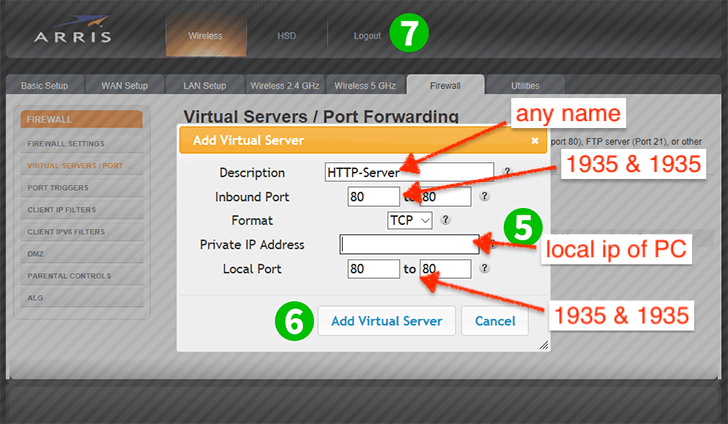 ARRIS
Wireless HSD Logout 7
Basic Setup WAN Setup LAN Setup Wireless 2.4 GHz Wireless 5 GHz Firewall Utilities
FIREWALL
FIREWALL SETTINGS
VIRTUAL SERVERS / PORT
PORT TRIGGERS
CLIENT IP FILTERS
CLIENT IPV6 FILTERS
DMZ
PARENTAL CONTROLS
ALG
Virtual Servers / Port Forwarding
port 80), FTP server (Port 21), or other
Add Virtual Server ×
any name
Description HTTP-Server ?
1935 & 1935
Inbound Port 80 to 80 ?
Format TCP ?
5
Private IP Address ?
local ip of PC
Local Port 80 to 80 ?
1935 & 1935
6 Add Virtual Server Cancel